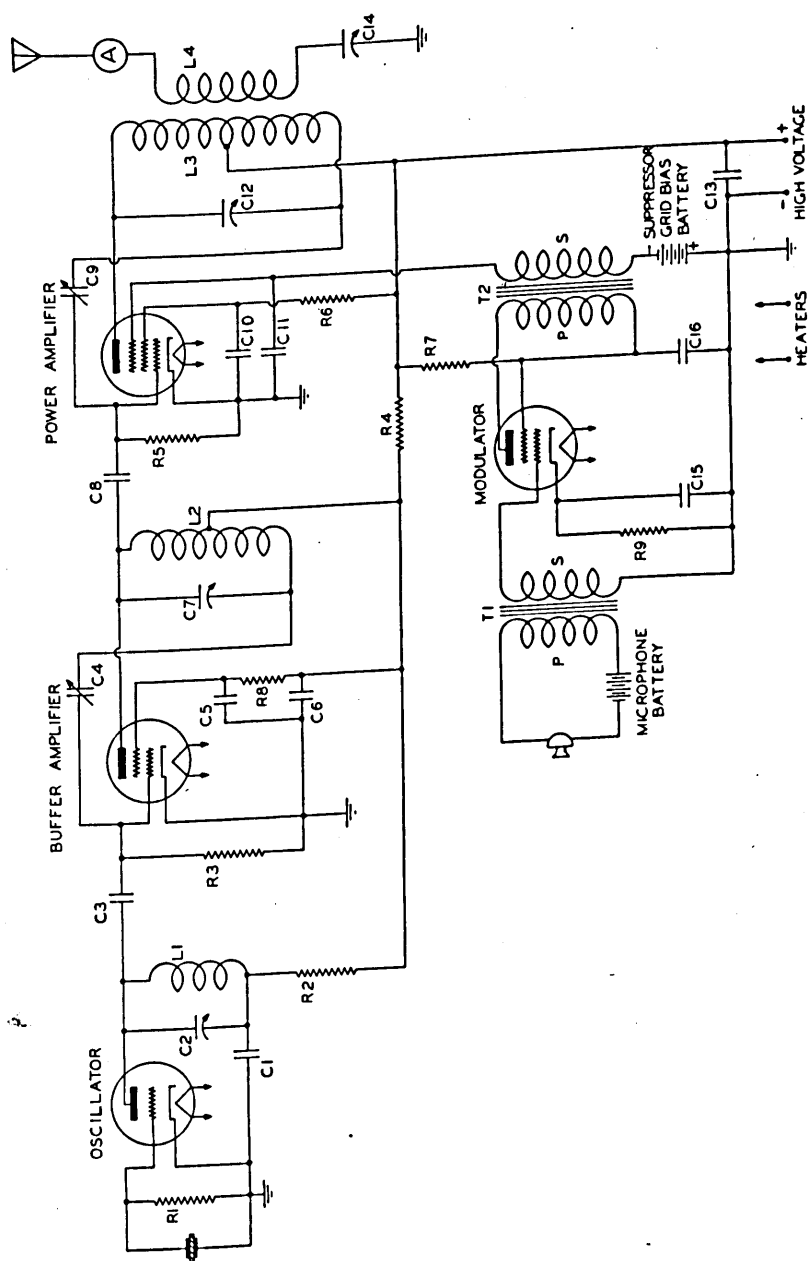 OSCILLATOR
R1
C2
C1
L1
R2
C3
BUFFER AMPLIFIER
R3
C4
C5
R8
C6
C7
L2
C8
POWER AMPLIFIER
R5
C9
C10
C11
R6
C12
L3
L4
A
C14
R4
R7
MICROPHONE
BATTERY
P
T1
S
R9
C15
MODULATOR
C16
P
T2
S
SUPPRESSOR
GRID BIAS
BATTERY
-
+
C13
HEATERS
-
+
HIGH VOLTAGE